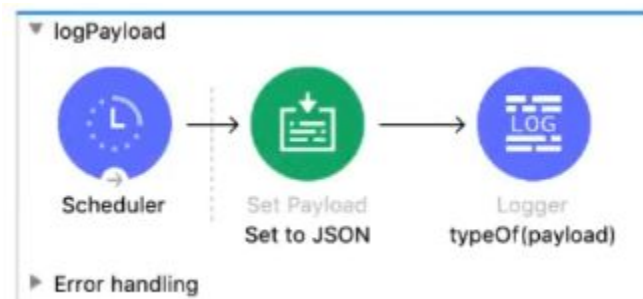 logPayload
LOG
Scheduler
Set Payload
Logger
Set to JSON
typeOf(payload)
Error handling